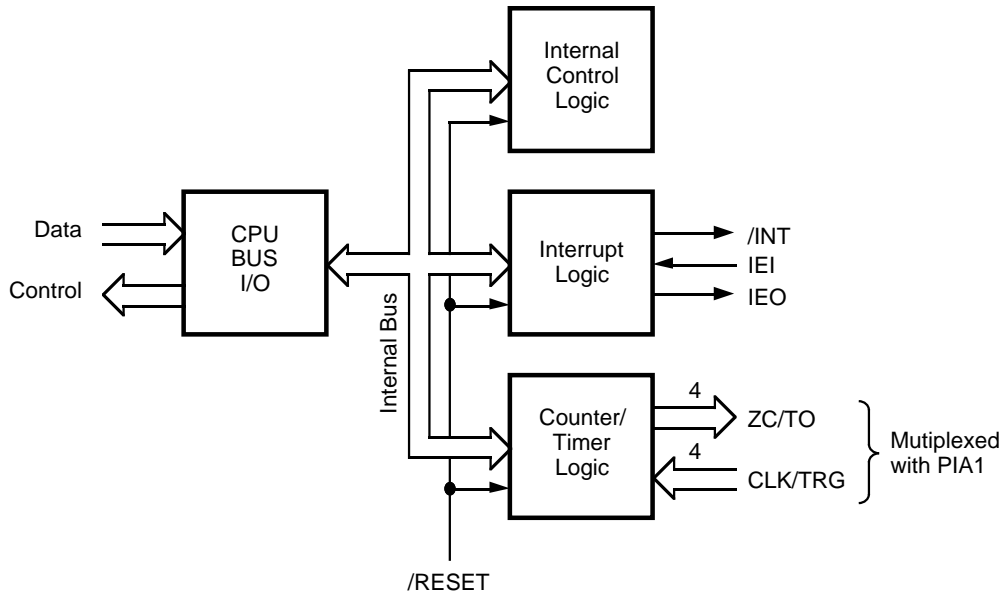 Internal
Control
Logic
Data
Control
CPU
BUS
I/O
Internal Bus
Interrupt
Logic
/INT
IEI
IEO
Counter/
Timer
Logic
4
ZC/TO
4
CLK/TRG
Mutiplexed
with PIA1
/RESET